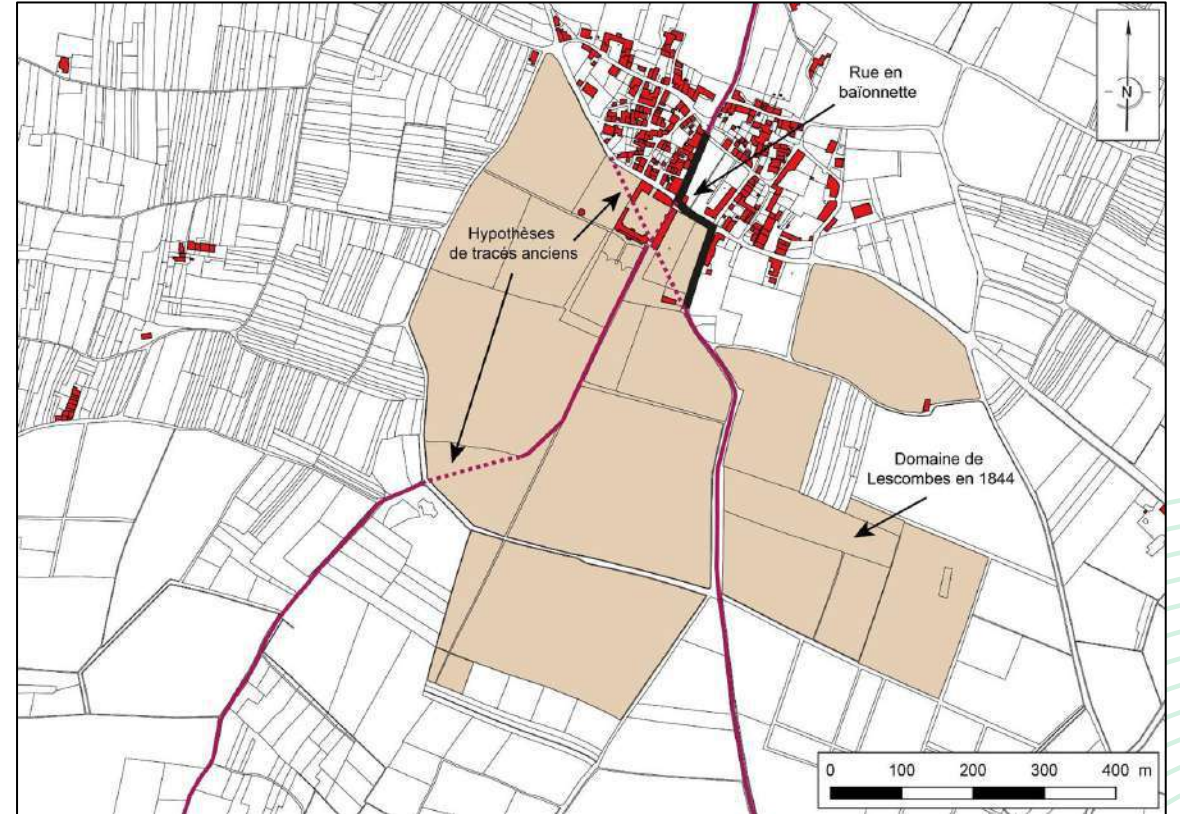 N
Rue en
baïonnette
Hypothèses
de tracés anciens
Domaine de
Lescombes en 1844
0 100 200 300 400 m